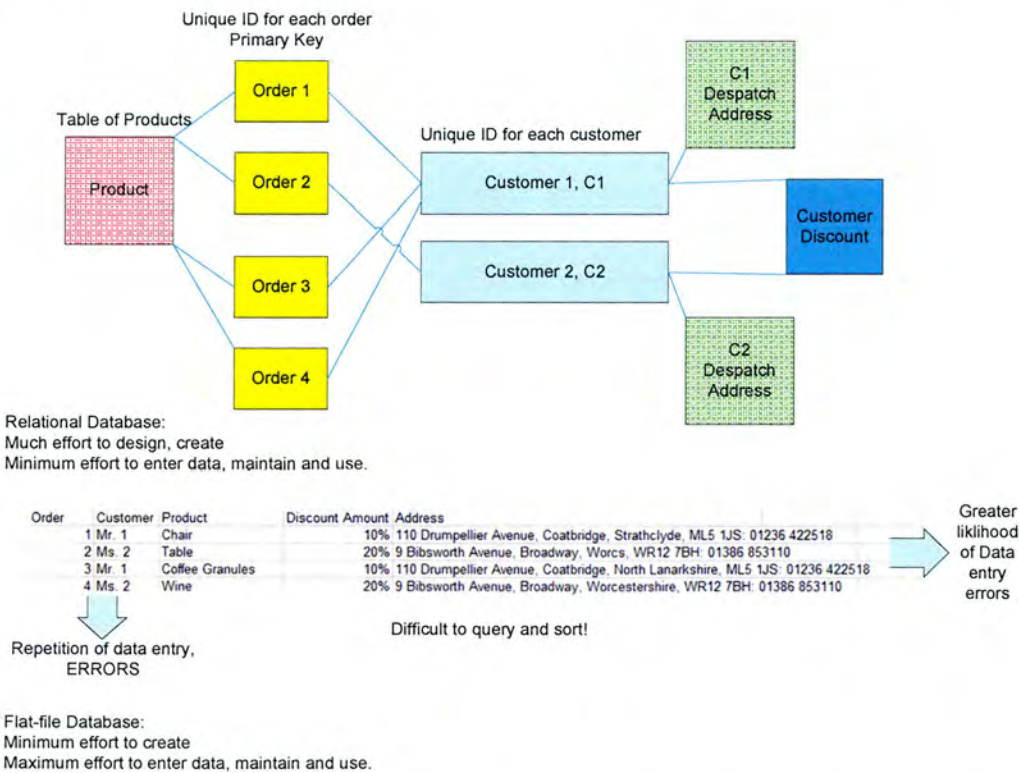 Unique ID for each order
Primary Key
Order 1
C1
Despatch
Address
Table of Products
Unique ID for each customer
Product
Order 2
Customer 1, C1
Customer
Discount
Order 3
Customer 2, C2
Order 4
C2
Despatch
Address
Relational Database:
Much effort to design, create
Minimum effort to enter data, maintain and use.
Order Customer Product Discount Amount Address
1 Mr. 1 Chair 10% 110 Drumpellier Avenue, Coatbridge, Strathclyde, ML5 1JS: 01236 422518
2 Ms. 2 Table 20% 9 Bibsworth Avenue, Broadway, Worcs, WR12 7BH: 01386 853110
3 Mr. 1 Coffee Granules 10% 110 Drumpellier Avenue, Coatbridge, North Lanarkshire, ML5 1JS: 01236 422518
4 Ms. 2 Wine 20% 9 Bibsworth Avenue, Broadway, Worcestershire, WR12 7BH: 01386 853110
Greater
liklihood
of Data
entry
errors
Difficult to query and sort!
Repetition of data entry,
ERRORS
Flat-file Database:
Minimum effort to create
Maximum effort to enter data, maintain and use.